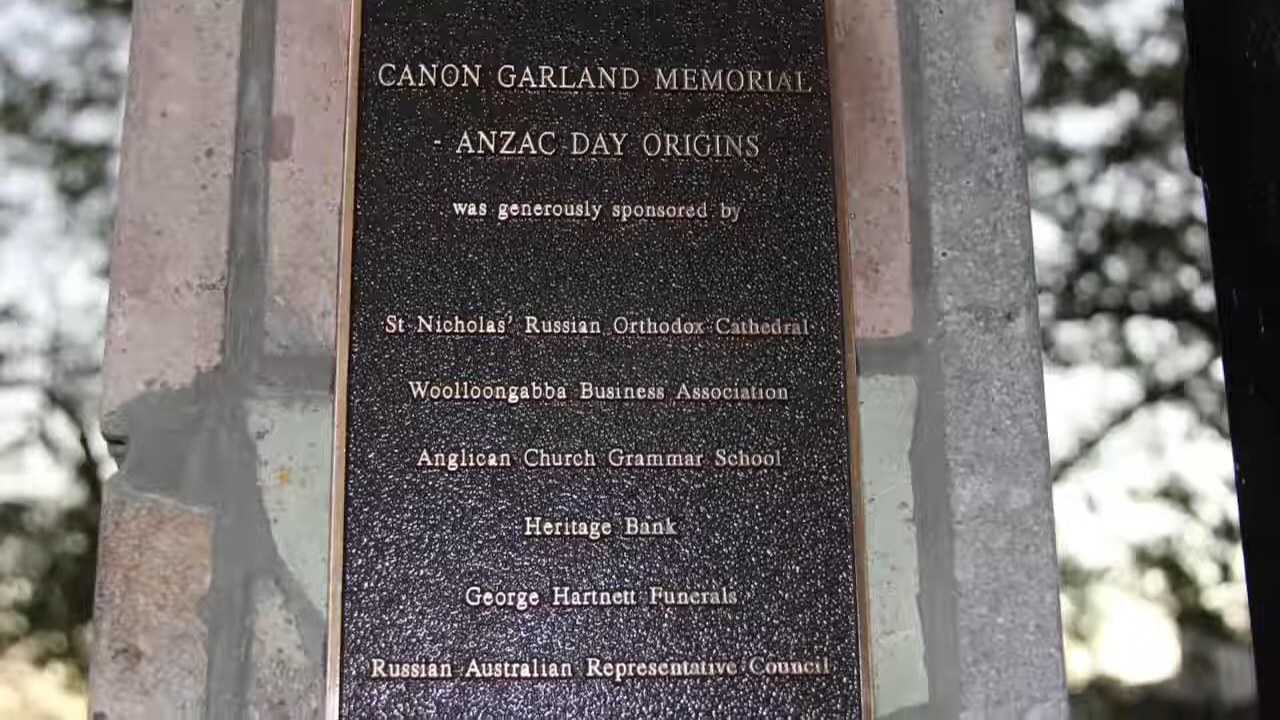 CANON GARLAND MEMORIAL
- ANZAC DAY ORIGINS
was generously sponsored by
St Nicholas' Russian Orthodox Cathedral
Woolloongabba Business Association
Anglican Church Grammar School
Heritage Bank
George Hartnett Funerals
Russian Australian Representative Council